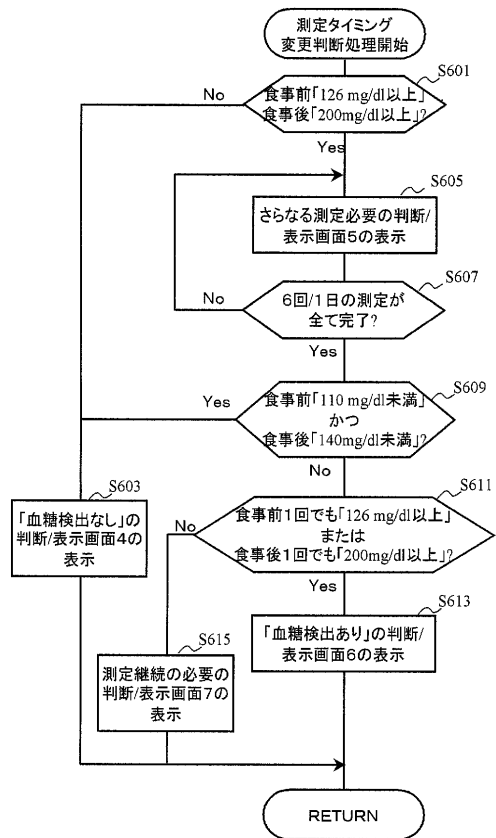 測定タイミング
変更判断処理開始
S601
食事前「126 mg/dl以上」
食事後「200mg/dl以上」?
No
Yes
S605
さらなる測定必要の判断/
表示画面5の表示
S607
6回/1日の測定が
全て完了?
No
Yes
S609
食事前「110 mg/dl未満」
かつ
食事後「140mg/dl未満」?
Yes
No
S603
「血糖検出なし」の
判断/表示画面4の
表示
S611
食事前1回でも「126 mg/dl以上」
または
食事後1回でも「200mg/dl以上」?
No
Yes
S613
「血糖検出あり」の判断/
表示画面6の表示
S615
測定継続の必要の
判断/表示画面7の
表示
RETURN